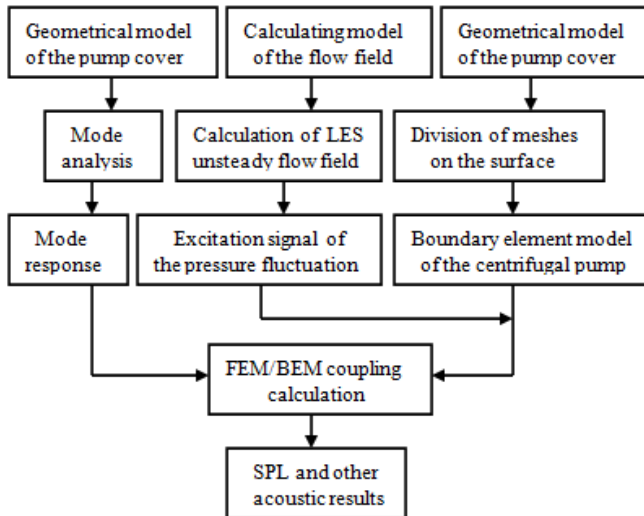 Geometrical model
of the pump cover
Calculating model
of the flow field
Geometrical model
of the pump cover
Mode
analysis
Calculation of LES
unsteady flow field
Division of meshes
on the surface
Mode
response
Excitation signal of
the pressure fluctuation
Boundary element model
of the centrifugal pump
FEM/BEM coupling
calculation
SPL and other
acoustic results